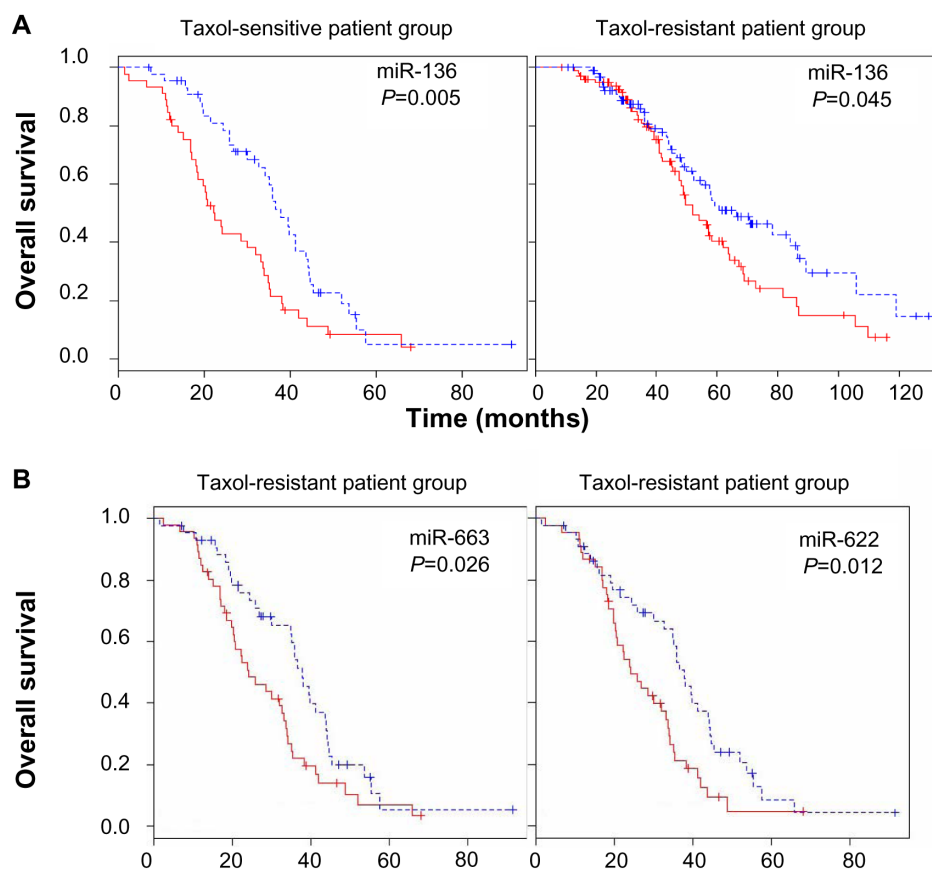 A
Taxol-sensitive patient group
Taxol-resistant patient group
miR-136
P=0.005
miR-136
P=0.045
Overall survival
1.0
0.8
0.6
0.4
0.2
0.0
0 20 40 60 80
0 20 40 60 80 100 120
Time (months)
B
Taxol-resistant patient group
Taxol-resistant patient group
miR-663
P=0.026
miR-622
P=0.012
Overall survival
1.0
0.8
0.6
0.4
0.2
0.0
0 20 40 60 80
0 20 40 60 80